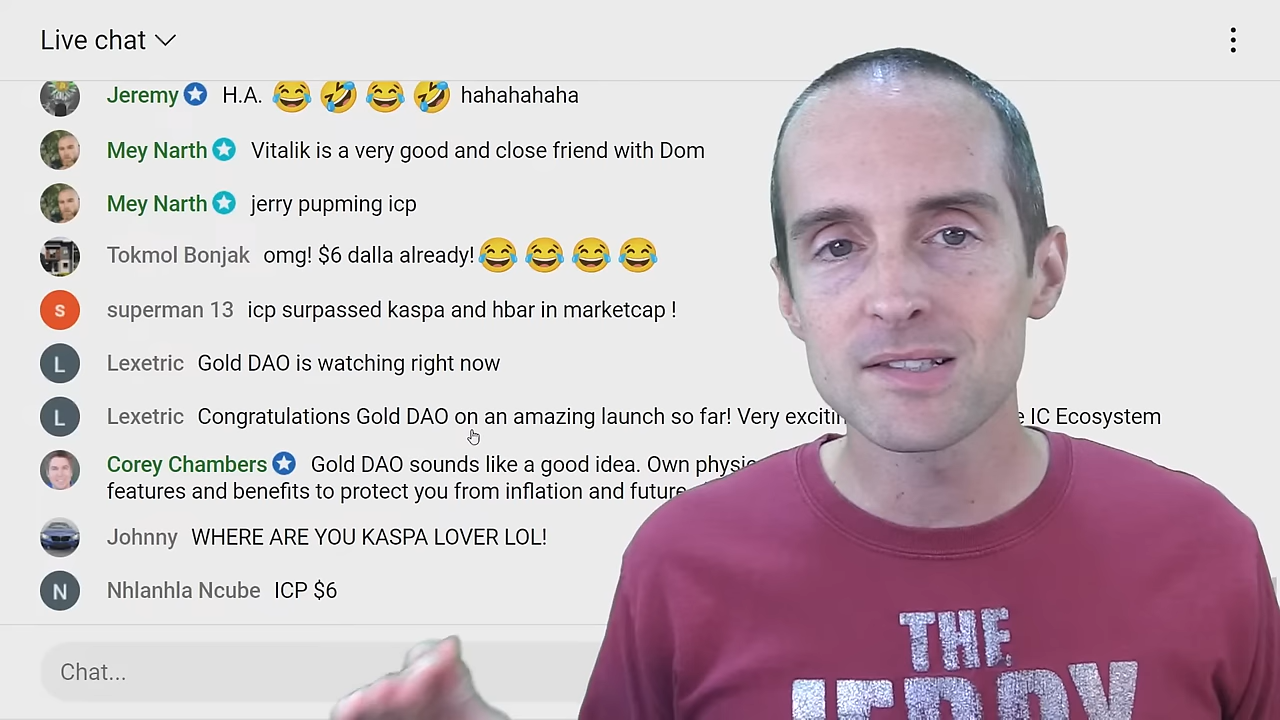 Live chat
Jeremy H.A. 😂 🤣 😂 🤣 hahahahaha
Mey Narth Vitalik is a very good and close friend with Dom
Mey Narth jerry pupming icp
Tokmol Bonjak omg! $6 dalla already!😂 😂 😂 😂
S superman 13 icp surpassed kaspa and hbar in marketcap !
L Lexetric Gold DAO is watching right now
L Lexetric Congratulations Gold DAO on an amazing launch so far! Very IC Ecosystem
Corey Chambers Gold DAO sounds like a good idea. Own
features and benefits to protect you from inflation and future
Johnny WHERE ARE YOU KASPA LOVER LOL!
N Nhlanhla Ncube ICP $6
Chat...
THE
JERRY